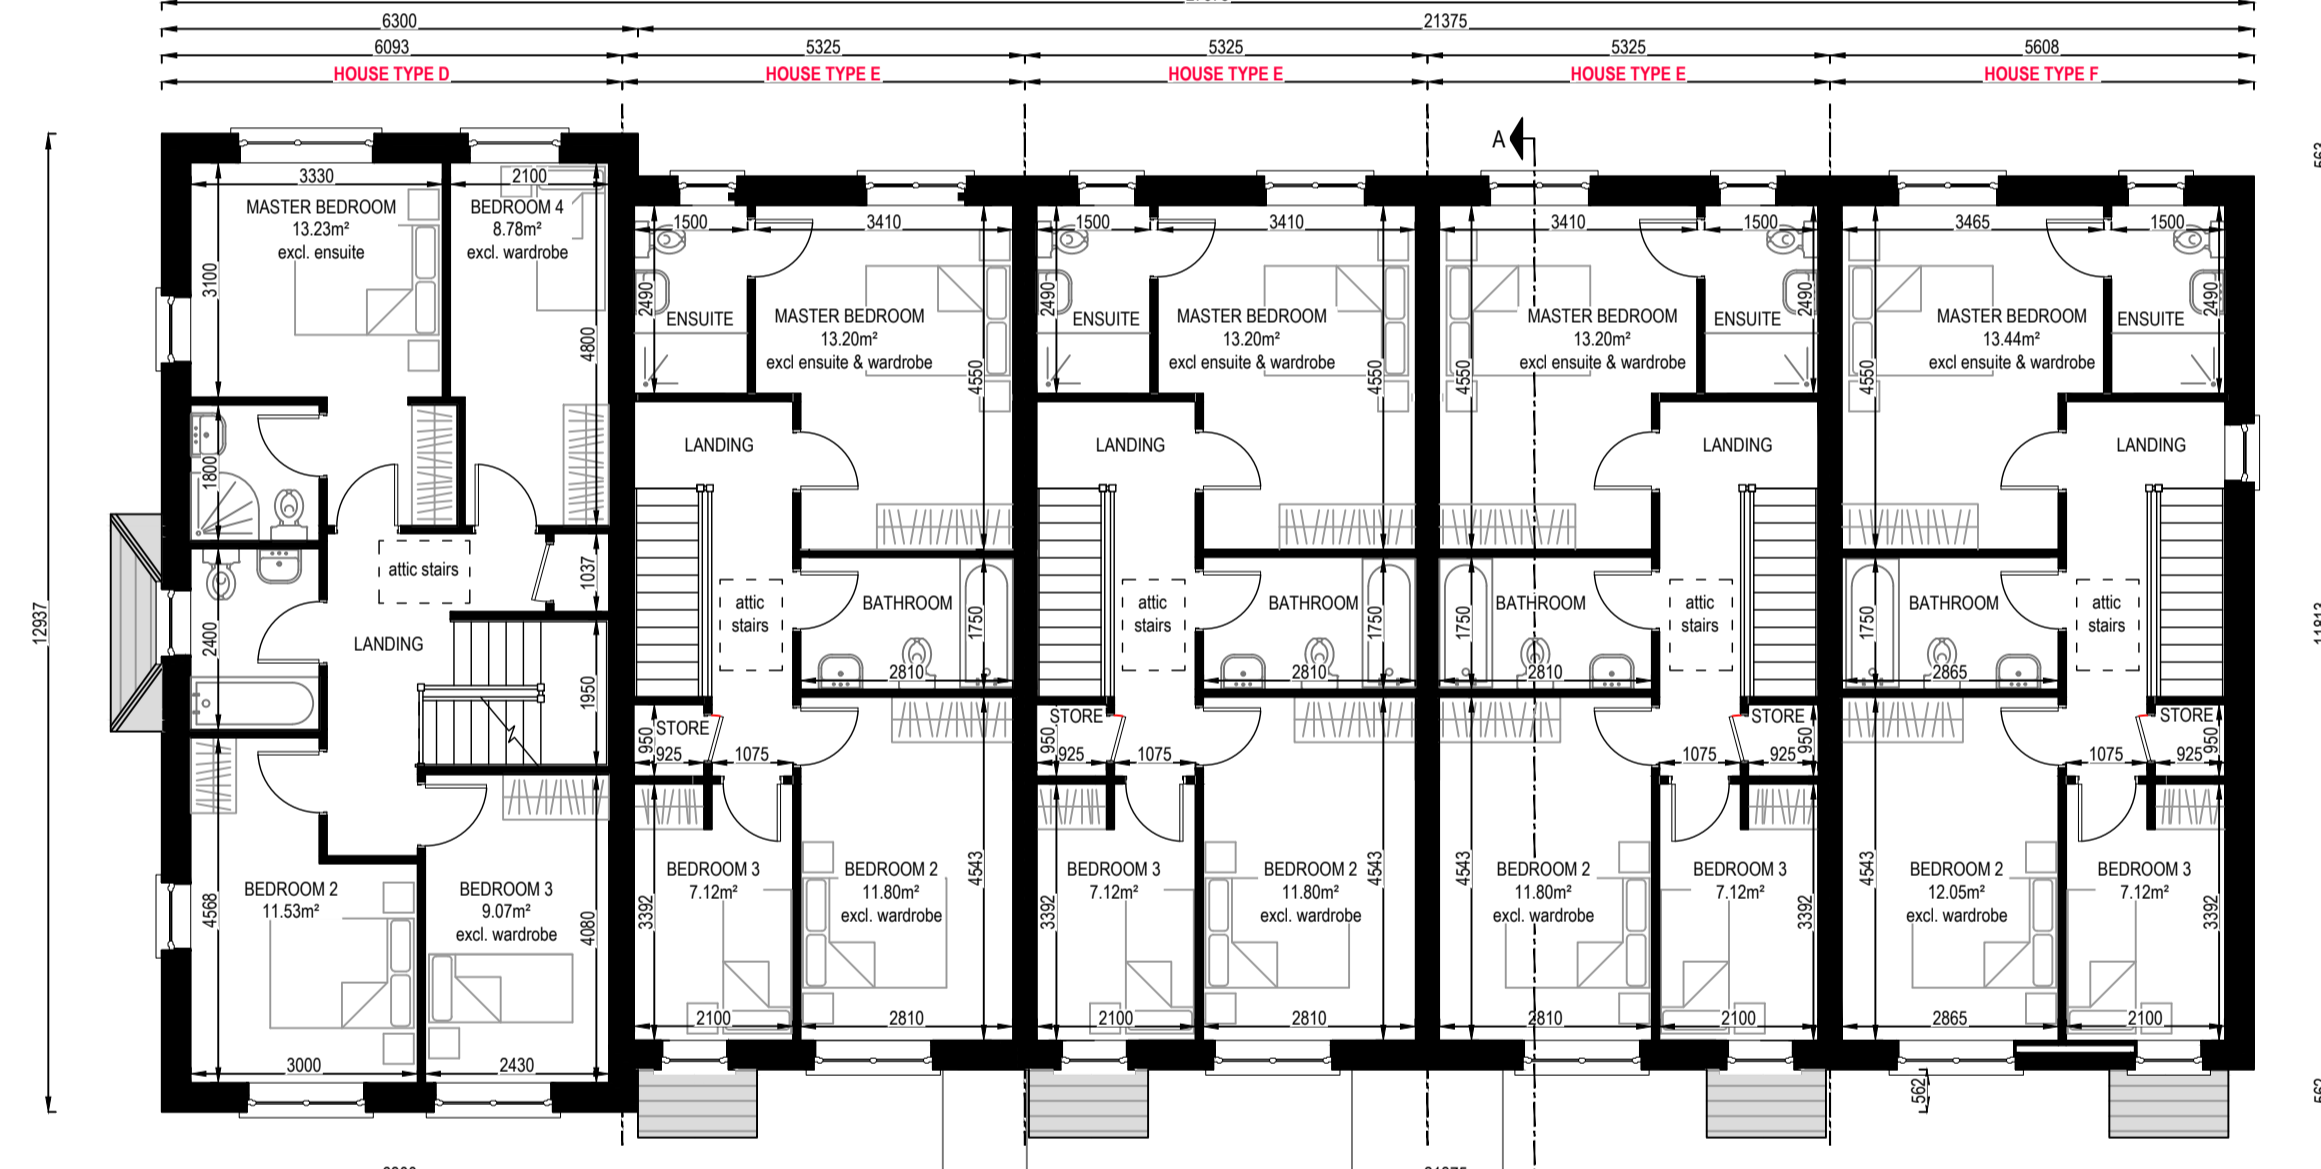 6300
21375
6093
5325
5325
5325
5608
HOUSE TYPE D
HOUSE TYPE E
HOUSE TYPE E
HOUSE TYPE E
HOUSE TYPE F
A
12937
3330
2100
MASTER BEDROOM
13.23m²
excl. ensuite
3100
BEDROOM 4
8.78m²
excl. wardrobe
4800
1800
attic stairs
1037
2400
LANDING
1950
4568
BEDROOM 2
11.53m²
BEDROOM 3
9.07m²
excl. wardrobe
4080
3000
2430
1500
3410
2490
ENSUITE
MASTER BEDROOM
13.20m²
excl ensuite & wardrobe
4550
LANDING
attic
stairs
BATHROOM
1750
2810
STORE
950
925
1075
BEDROOM 3
7.12m²
3392
BEDROOM 2
11.80m²
excl. wardrobe
4543
2100
2810
1500
3410
2490
ENSUITE
MASTER BEDROOM
13.20m²
excl ensuite & wardrobe
4550
LANDING
attic
stairs
BATHROOM
1750
2810
STORE
950
925
1075
BEDROOM 3
7.12m²
3392
BEDROOM 2
11.80m²
excl. wardrobe
4543
2100
2810
3410
1500
4550
MASTER BEDROOM
13.20m²
excl ensuite & wardrobe
ENSUITE
2490
LANDING
1750
BATHROOM
2810
attic
stairs
STORE
950
1075
925
4543
BEDROOM 2
11.80m²
excl. wardrobe
BEDROOM 3
7.12m²
3392
2810
2100
3465
1500
4550
MASTER BEDROOM
13.44m²
excl ensuite & wardrobe
ENSUITE
2490
LANDING
1750
BATHROOM
2865
attic
stairs
STORE
950
1075
925
4543
BEDROOM 2
12.05m²
excl. wardrobe
BEDROOM 3
7.12m²
3392
2865
2100
562